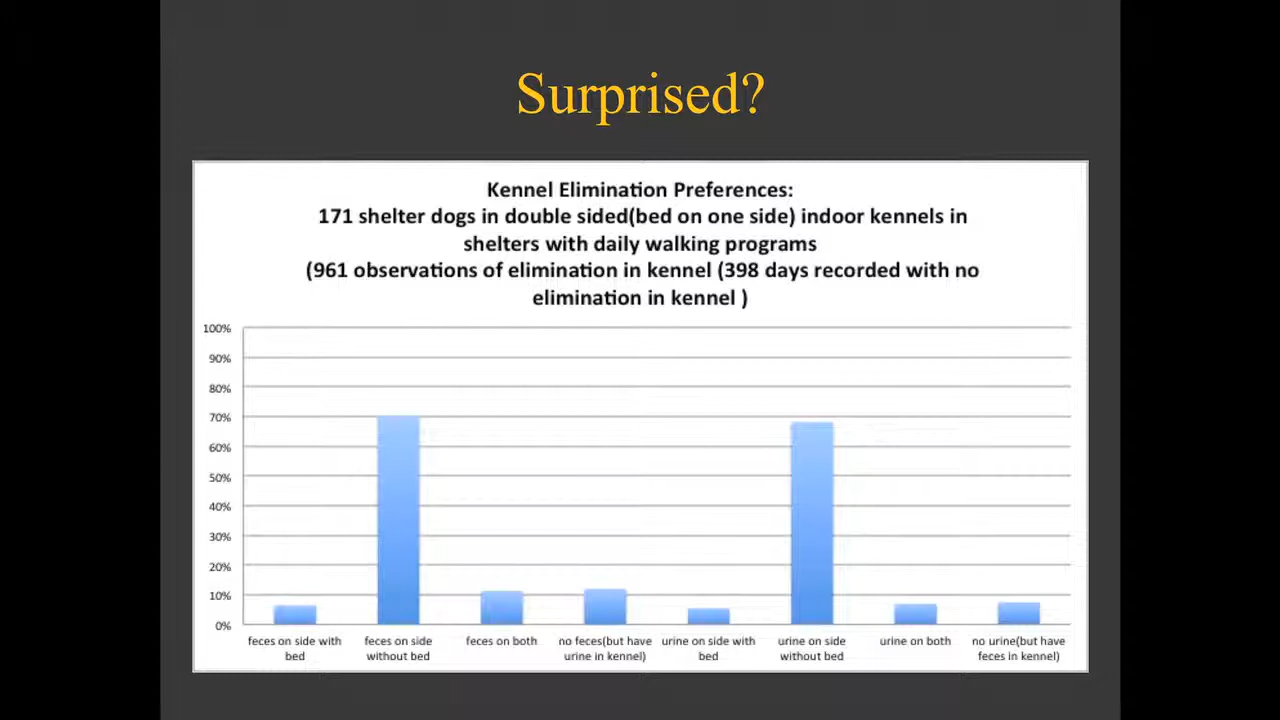 Surprised?
Kennel Elimination Preferences:
171 shelter dogs in double sided(bed on one side) indoor kennels in
shelters with daily walking programs
(961 observations of elimination in kennel (398 days recorded with no
elimination in kennel )
100%
90%
80%
70%
60%
50%
40%
30%
20%
10%
0%
feces on side with
bed
feces on side
without bed
feces on both
no feces(but have
urine in kennel)
urine on side with
bed
urine on side
without bed
urine on both
no urine(but have
feces in kennel)